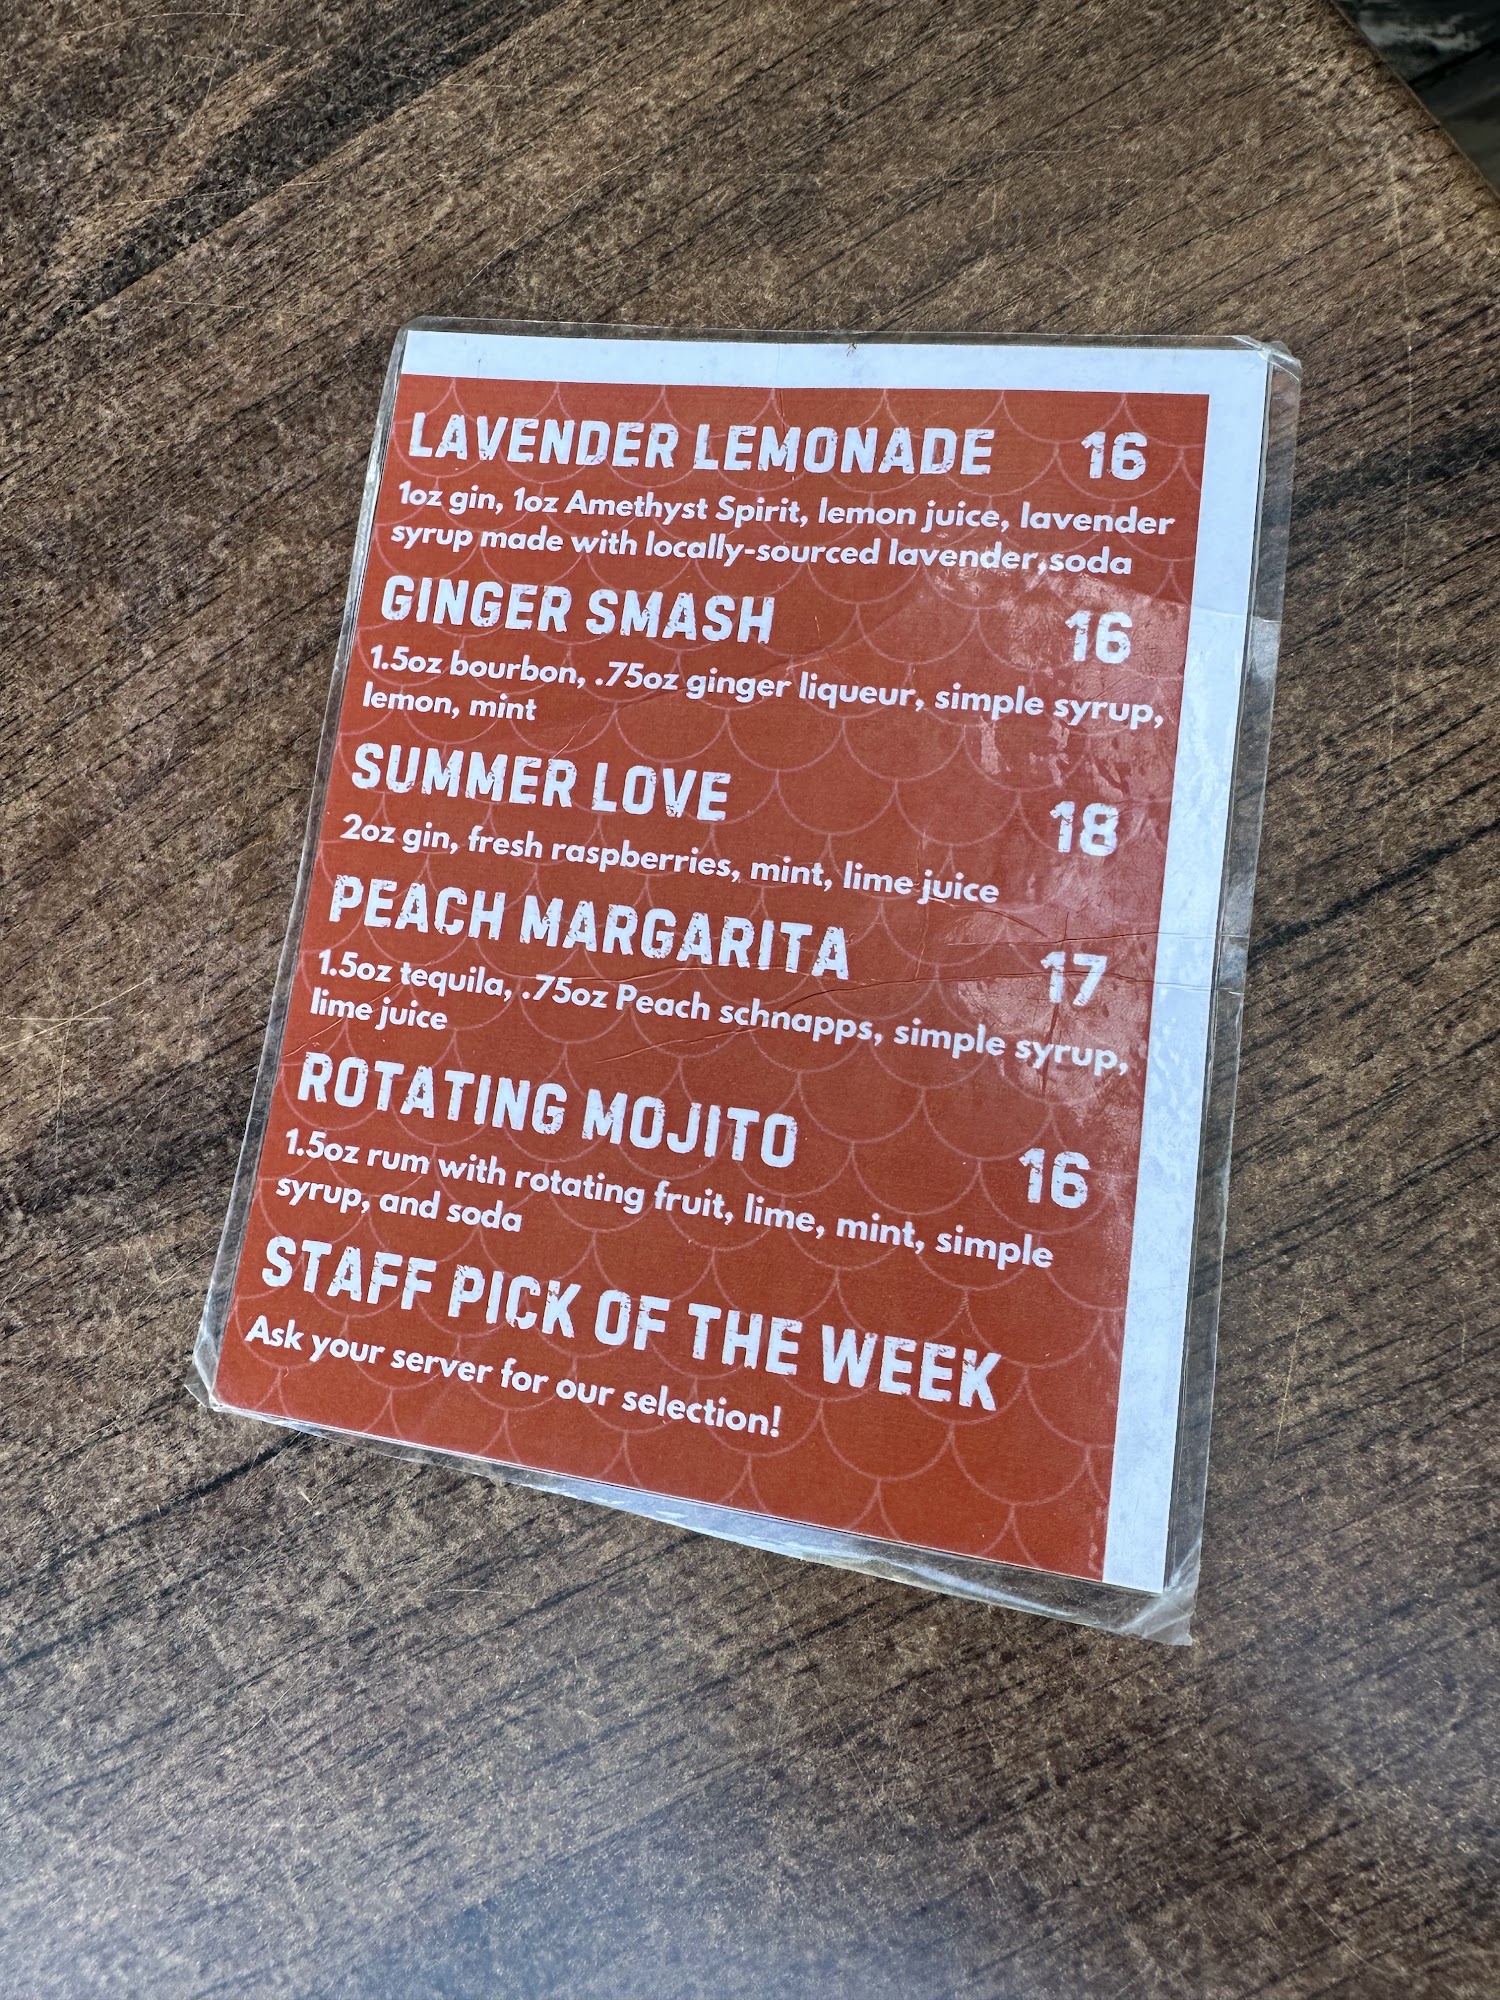 LAVENDER LEMONADE 16
1oz gin, 1oz Amethyst Spirit, lemon juice, lavender
syrup made with locally-sourced lavender,soda
GINGER SMASH 16
1.5oz bourbon, .75oz ginger liqueur, simple syrup,
lemon, mint
SUMMER LOVE 18
2oz gin, fresh raspberries, mint, lime juice
PEACH MARGARITA 17
1.5oz tequila, .75oz Peach schnapps, simple syrup,
lime juice
ROTATING MOJITO 16
1.5oz rum with rotating fruit, lime, mint, simple
syrup, and soda
STAFF PICK OF THE WEEK
Ask your server for our selection!